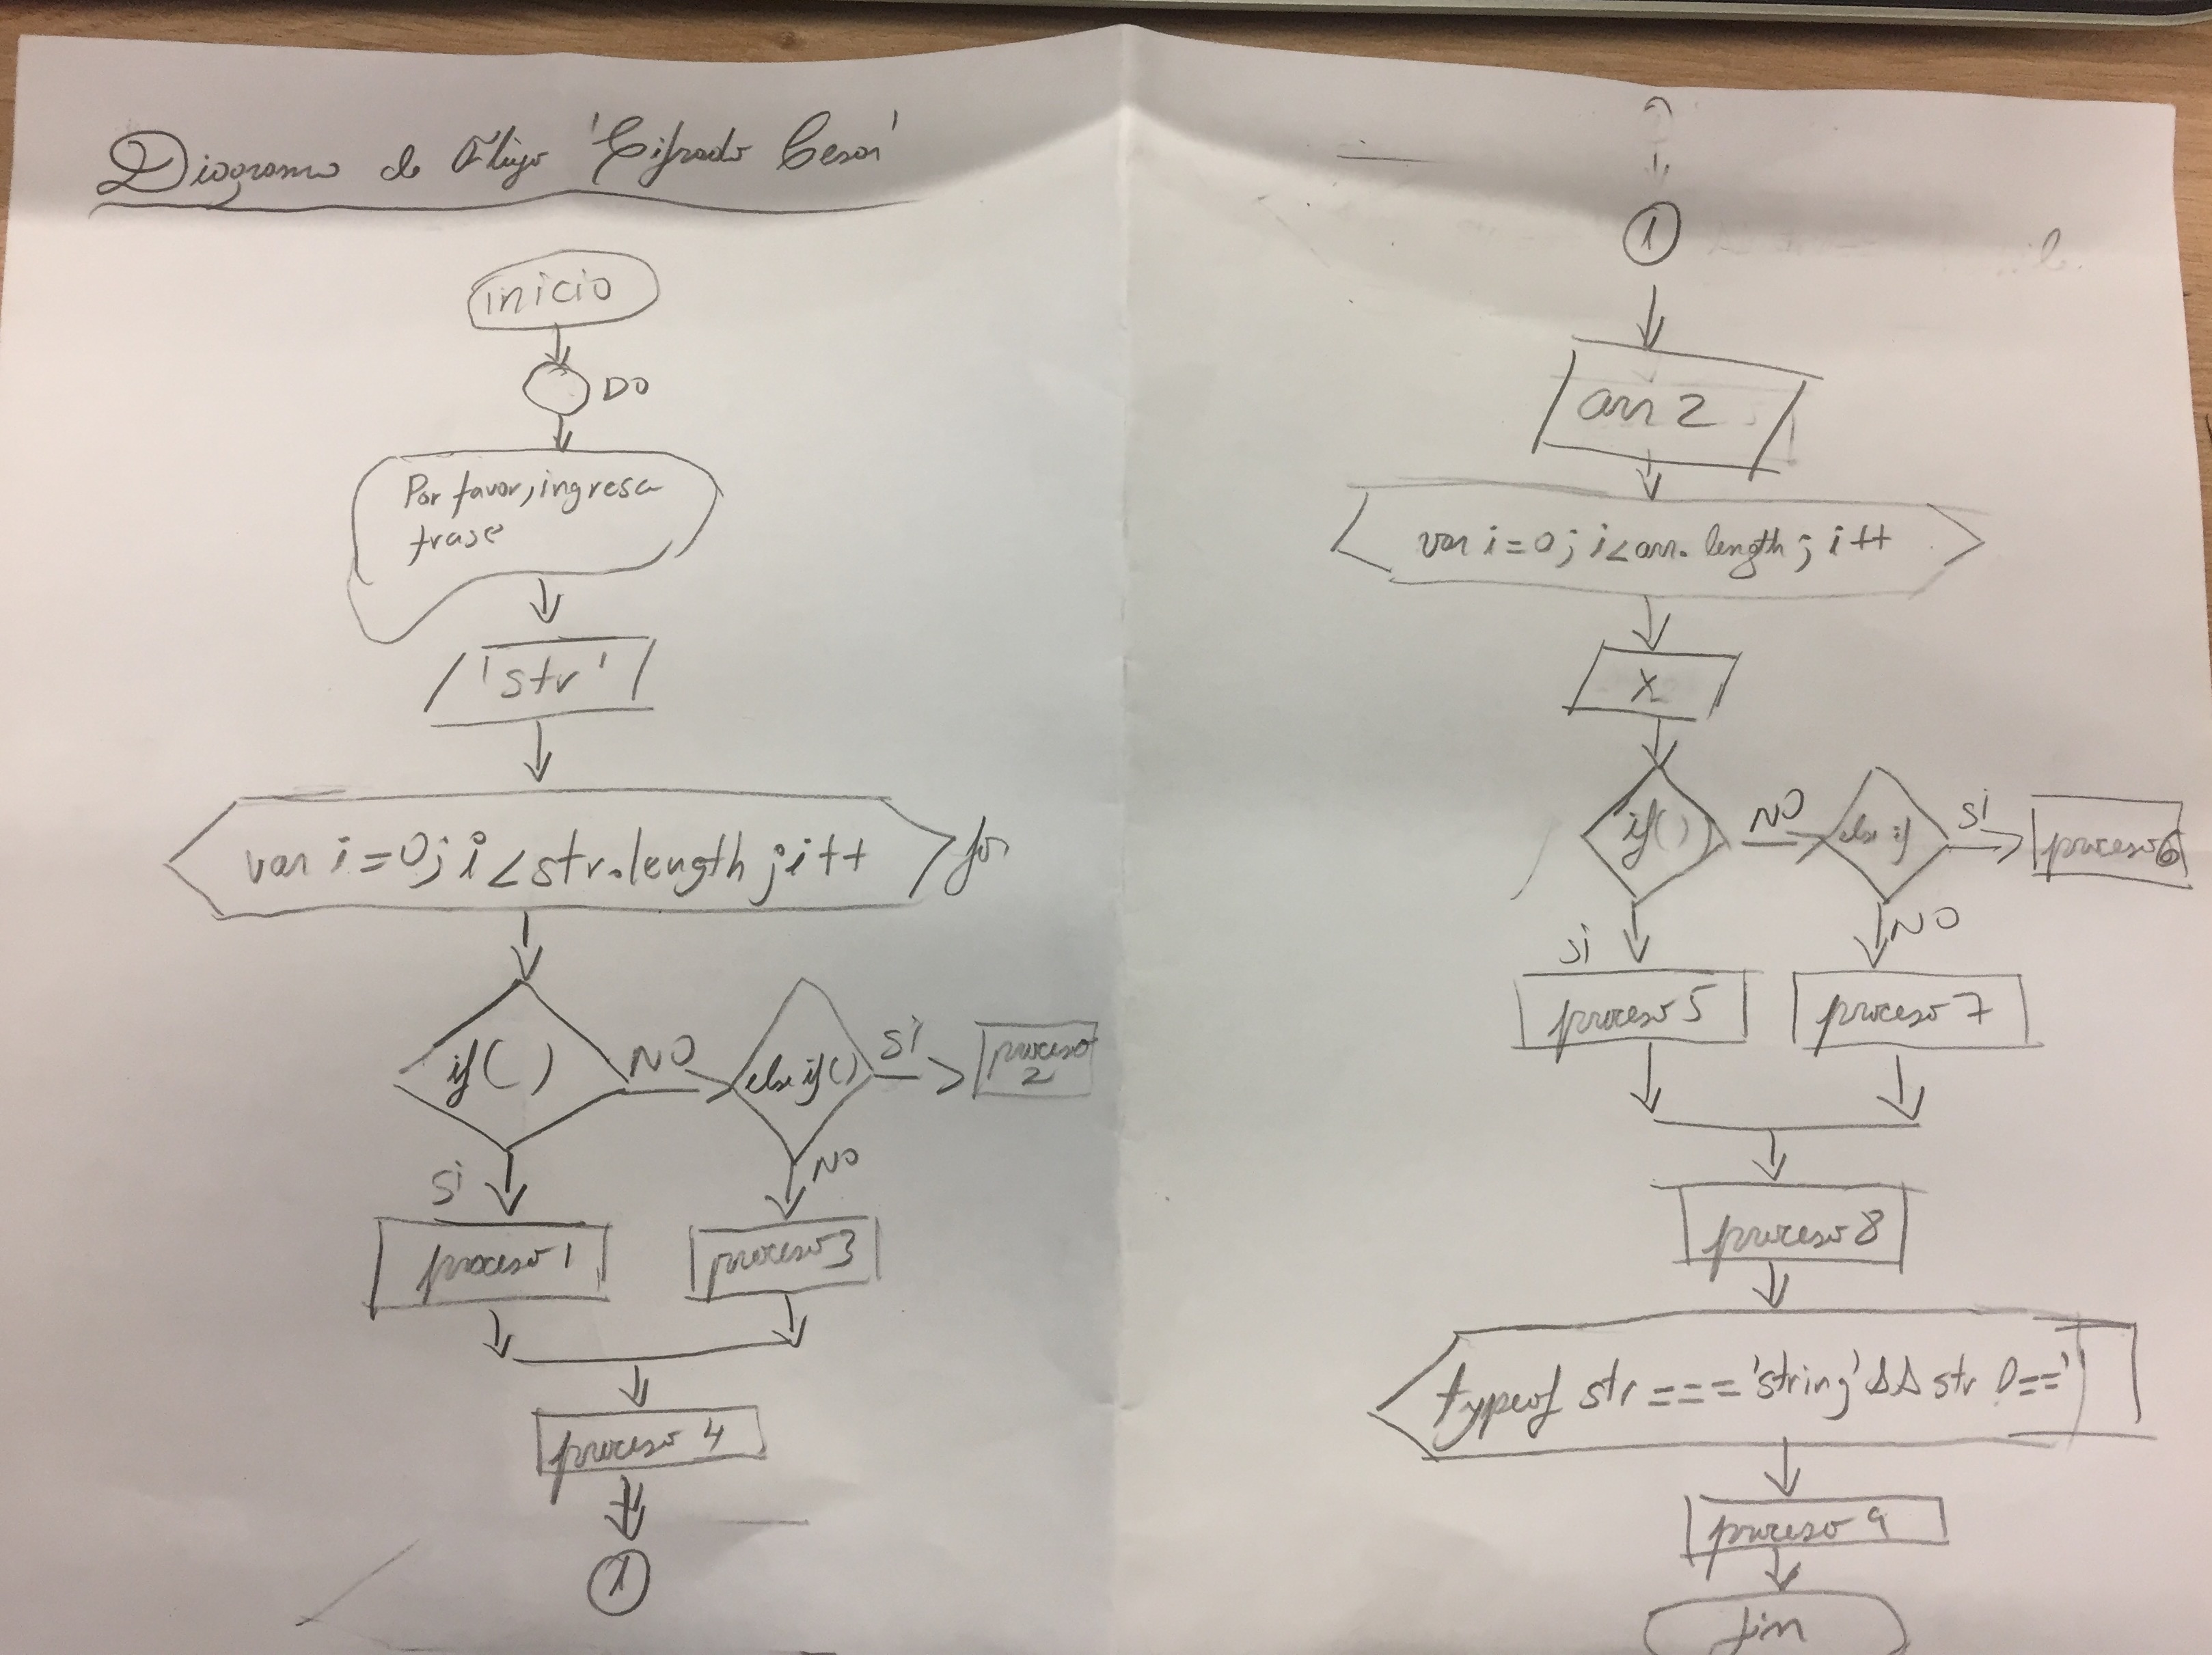 Diagrama de Flujo 'Cifrado Cesar'
inicio
DO
Por favor, ingresa
frase
'str'
var i=0; i<str.length; i++
for
if()
NO
else if()
si
proceso
2
si
NO
proceso 1
proceso 3
proceso 4
1
1
arr 2
var i=0; i<arr.length; i++
x
if()
NO
else if
si
proceso 6
si
NO
proceso 5
proceso 7
proceso 8
typeof str === 'string'
proceso 9
fin